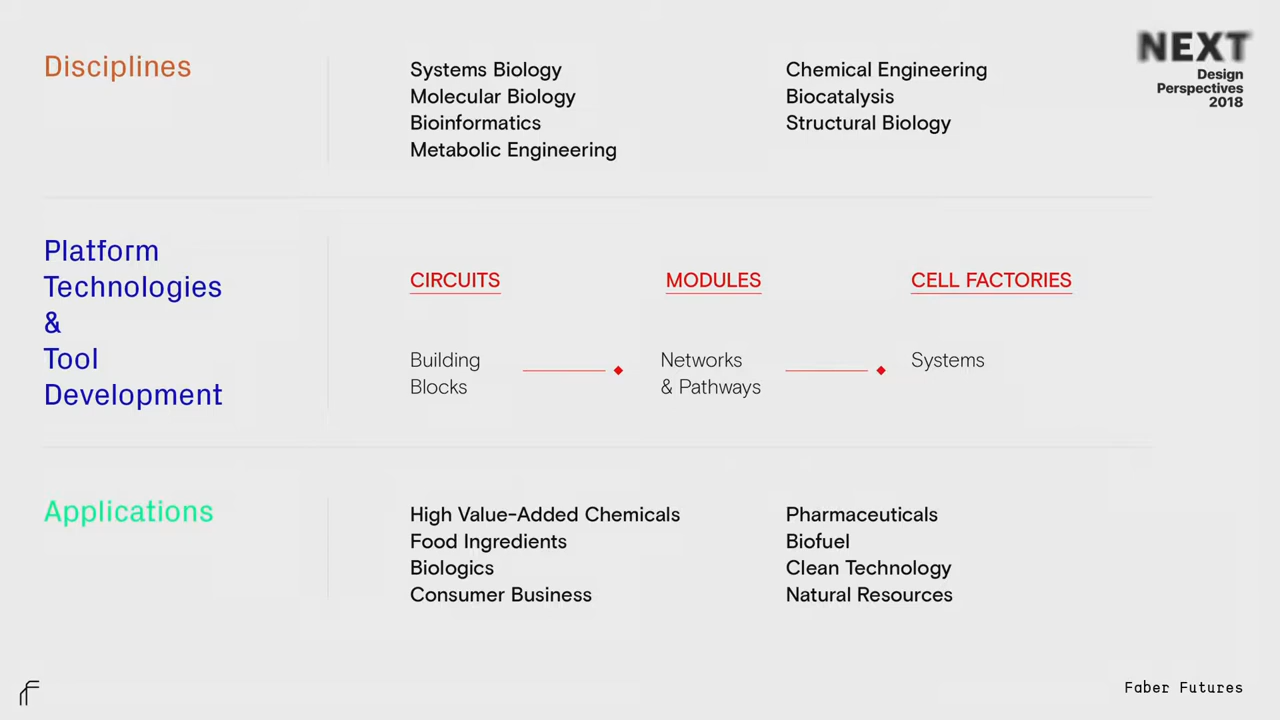 Disciplines
Systems Biology
Molecular Biology
Bioinformatics
Metabolic Engineering
Chemical Engineering
Biocatalysis
Structural Biology
NEXT
Design
Perspectives
2018
Platform
Technologies
&
Tool
Development
CIRCUITS
MODULES
CELL FACTORIES
Building
Blocks
Networks
& Pathways
Systems
Applications
High Value-Added Chemicals
Food Ingredients
Biologics
Consumer Business
Pharmaceuticals
Biofuel
Clean Technology
Natural Resources
Faber Futures